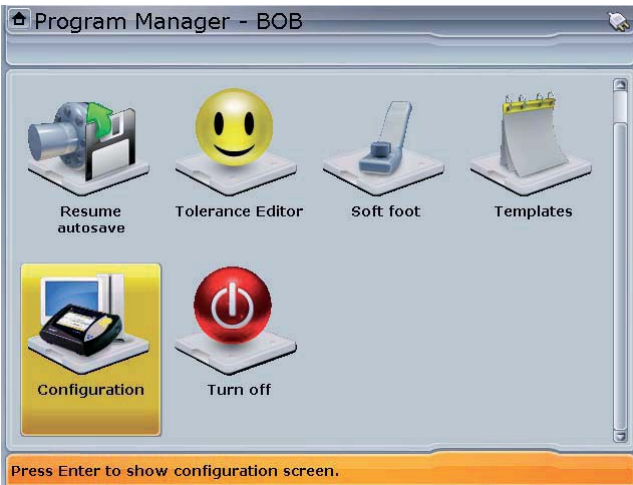 Program Manager - BOB
Resume
autosave
Tolerance Editor
Soft foot
Templates
Configuration
Turn off
Press Enter to show configuration screen.